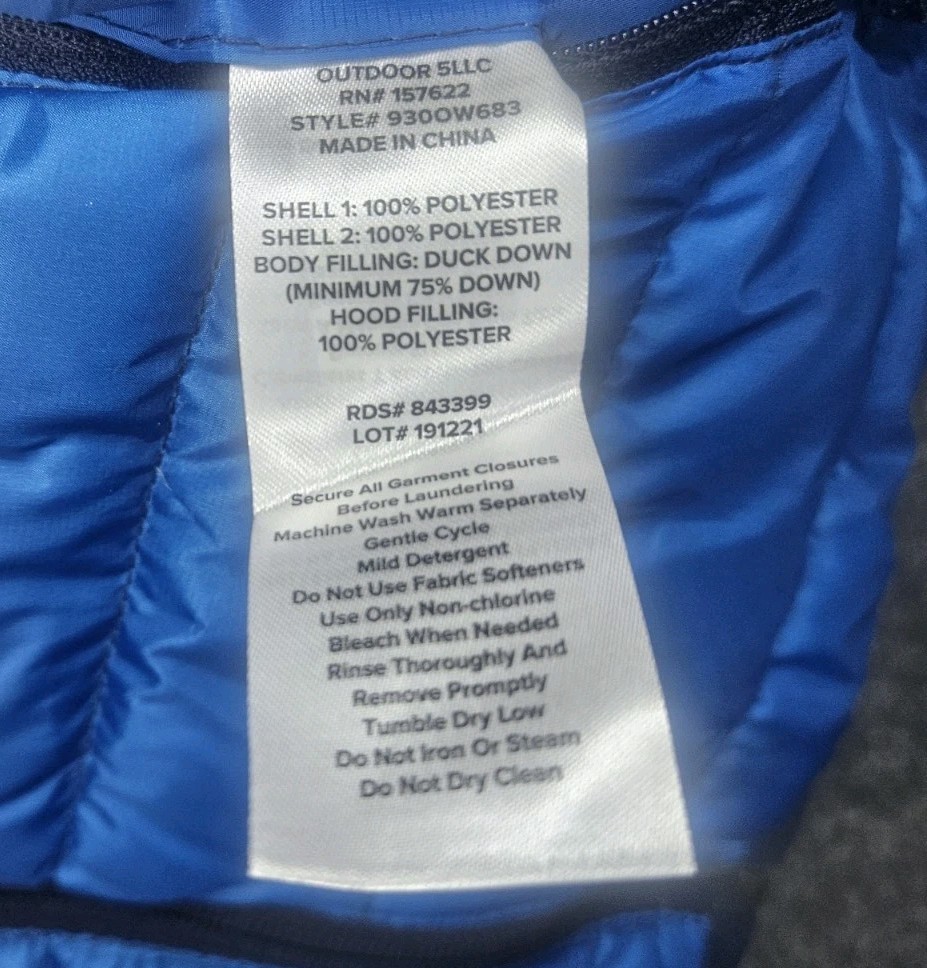 OUTDOOR 5LLC
RN# 157622
STYLE# 930OW683
MADE IN CHINA
SHELL 1: 100% POLYESTER
SHELL 2: 100% POLYESTER
BODY FILLING: DUCK DOWN
(MINIMUM 75% DOWN)
HOOD FILLING:
100% POLYESTER
RDS# 843399
LOT# 191221
Secure All Garment Closures
Before Laundering
Machine Wash Warm Separately
Gentle Cycle
Mild Detergent
Do Not Use Fabric Softeners
Use Only Non-chlorine
Bleach When Needed
Rinse Thoroughly And
Remove Promptly
Tumble Dry Low
Do Not Iron Or Steam
Do Not Dry Clean